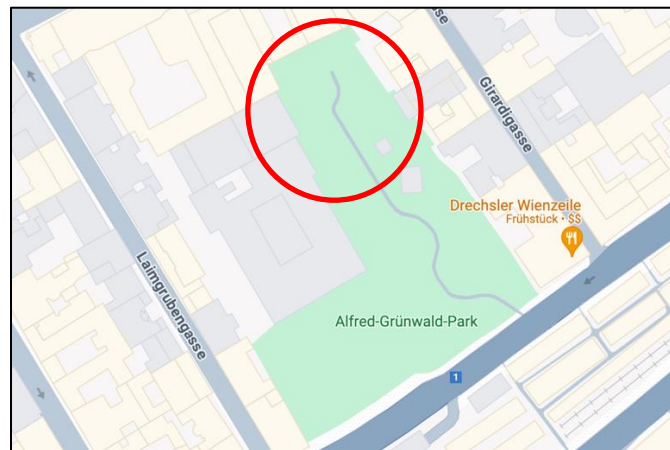 Girardigasse
Drechsler Wienzeile
Frühstück · $$
Laimgrubengasse
Alfred-Grünwald-Park
1